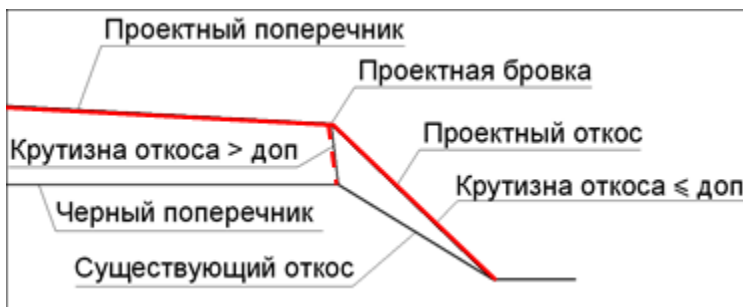 Проектный поперечник
Проектная бровка
Проектный откос
Крутизна откоса > доп
Крутизна откоса ⩽ доп
Черный поперечник
Существующий откос